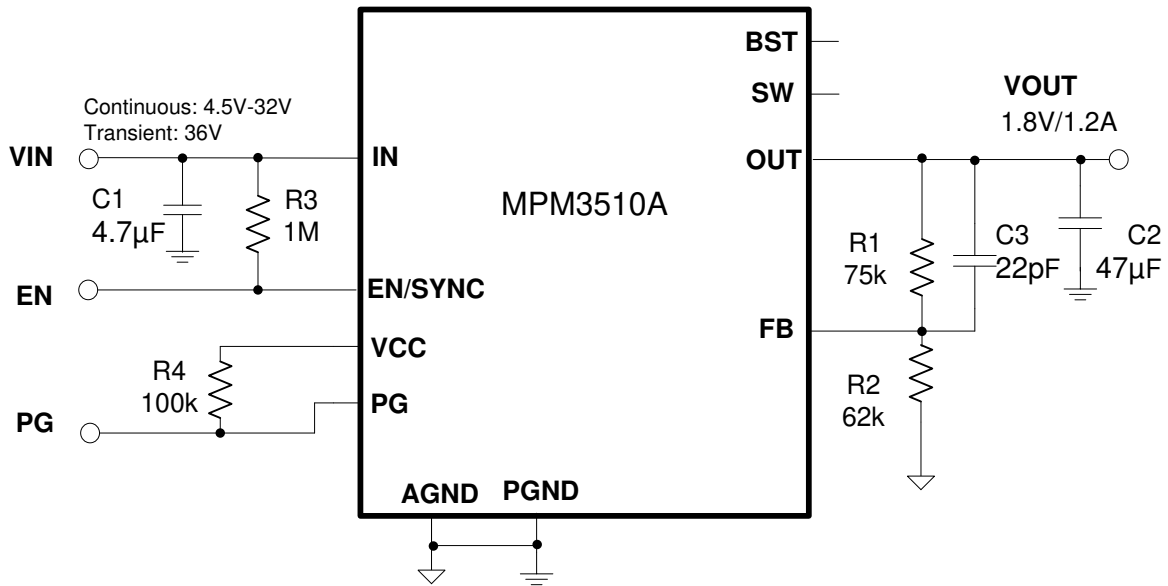 BST
SW
Continuous: 4.5V-32V
Transient: 36V
VOUT
1.8V/1.2A
VIN
IN
OUT
MPM3510A
C1
4.7µF
R3
1M
R1
75k
C3
22pF
C2
47µF
EN
EN/SYNC
FB
VCC
R4
100k
R2
62k
PG
PG
AGND
PGND